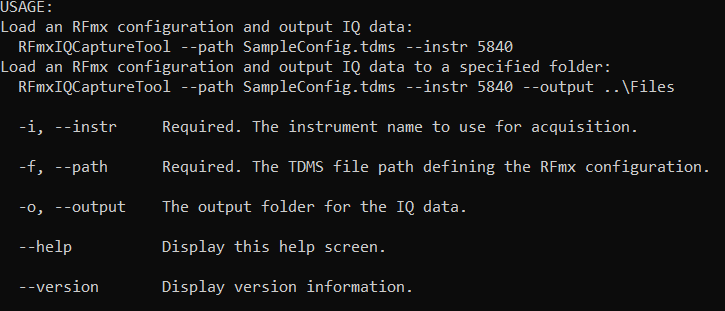 USAGE:
Load an RFmx configuration and output IQ data:
  RFmxIQCaptureTool --path SampleConfig.tdms --instr 5840
Load an RFmx configuration and output IQ data to a specified folder:
  RFmxIQCaptureTool --path SampleConfig.tdms --instr 5840 --output ..\Files
  -i, --instr     Required. The instrument name to use for acquisition.
  -f, --path      Required. The TDMS file path defining the RFmx configuration.
  -o, --output    The output folder for the IQ data.
  --help          Display this help screen.
  --version       Display version information.